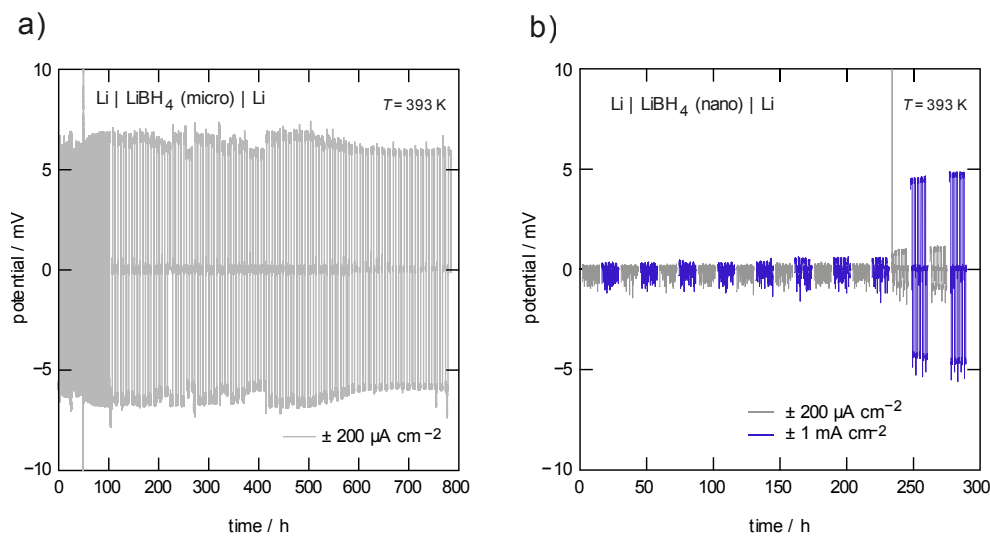 a)
10
5
0
−5
−10
potential / mV
Li | LiBH4 (micro) | Li
T = 393 K
± 200 µA cm−2
0 100 200 300 400 500 600 700 800
time / h
b)
10
5
0
−5
−10
potential / mV
Li | LiBH4 (nano) | Li
T = 393 K
± 200 µA cm−2
± 1 mA cm−2
0 50 100 150 200 250 300
time / h